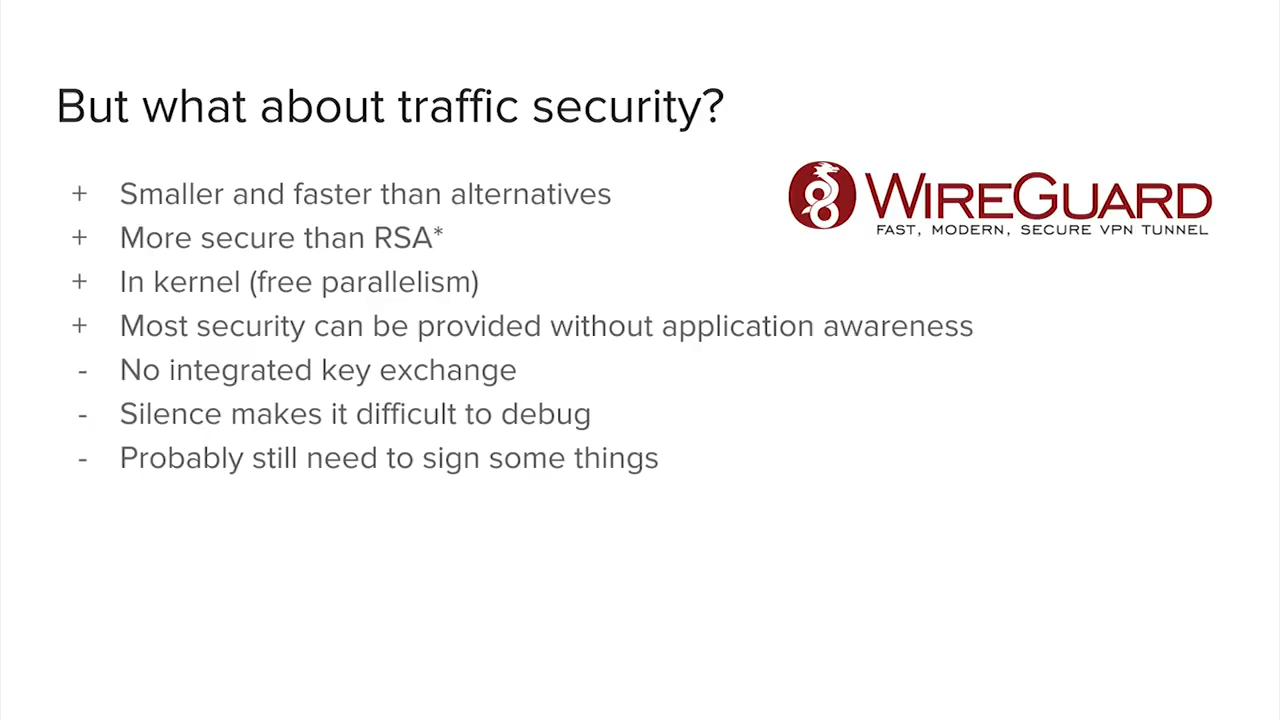 But what about traffic security?
+ Smaller and faster than alternatives
+ More secure than RSA*
+ In kernel (free parallelism)
+ Most security can be provided without application awareness
- No integrated key exchange
- Silence makes it difficult to debug
- Probably still need to sign some things
WIREGUARD
FAST, MODERN, SECURE VPN TUNNEL